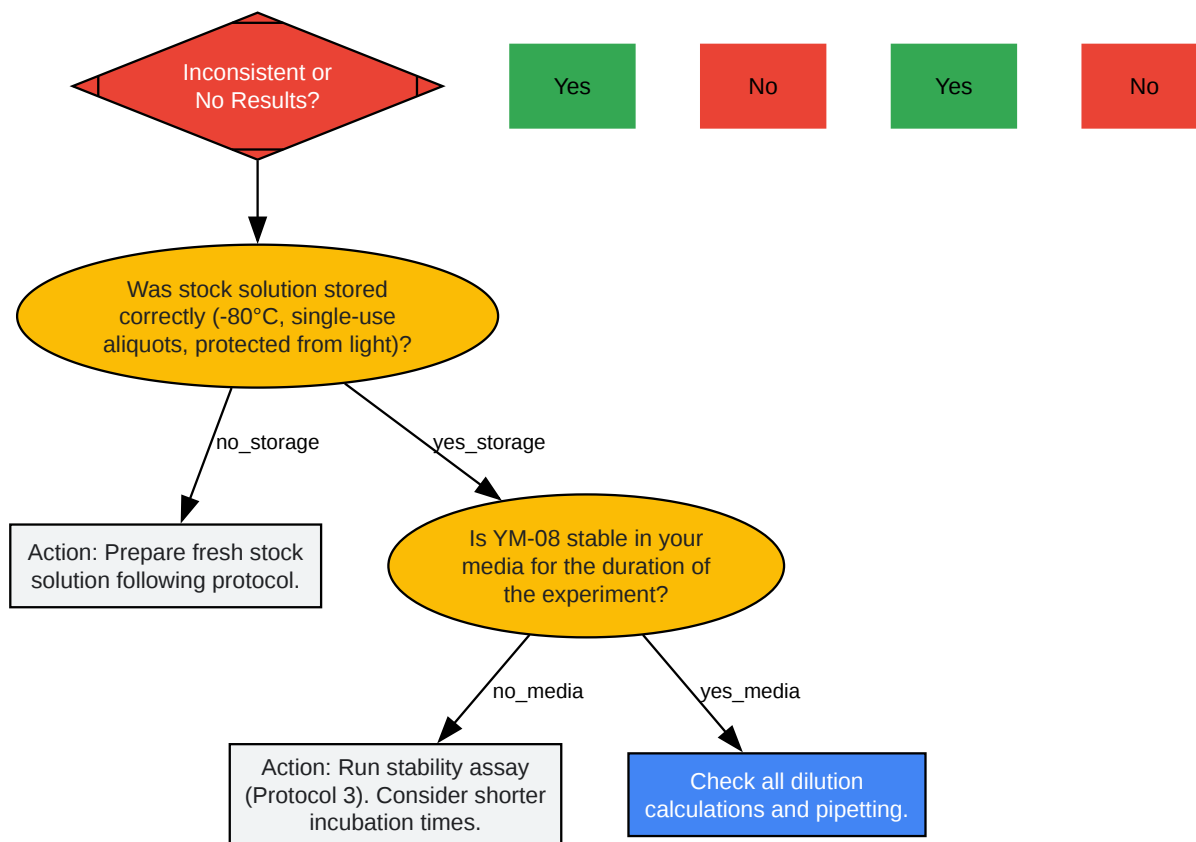 Inconsistent or
No Results?
Yes
No
Yes
No
Was stock solution stored
correctly (-80°C, single-use
aliquots, protected from light)?
no_storage
yes_storage
Action: Prepare fresh stock
solution following protocol.
Is YM-08 stable in your
media for the duration of
the experiment?
no_media
yes_media
Action: Run stability assay
(Protocol 3). Consider shorter
incubation times.
Check all dilution
calculations and pipetting.